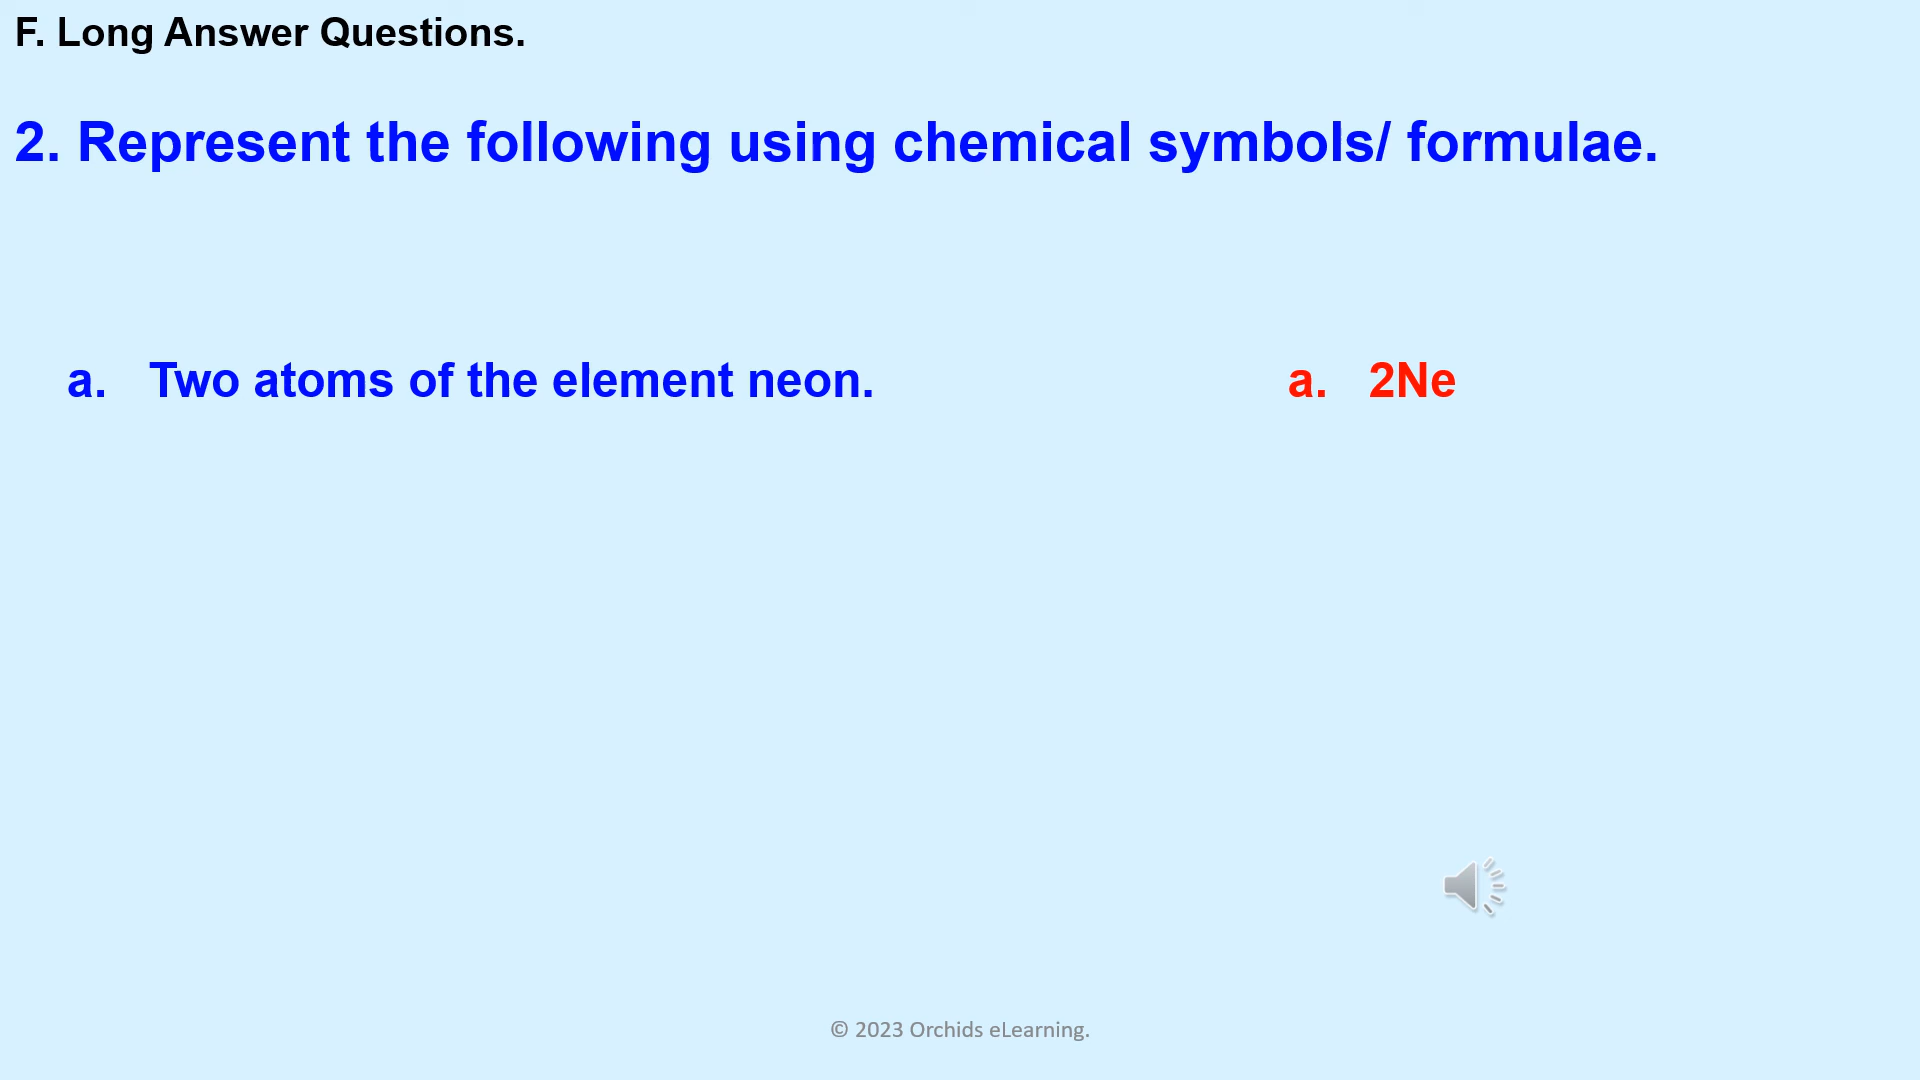 F. Long Answer Questions.
2. Represent the following using chemical symbols/ formulae.
a. Two atoms of the element neon.
a. 2Ne
© 2023 Orchids eLearning.